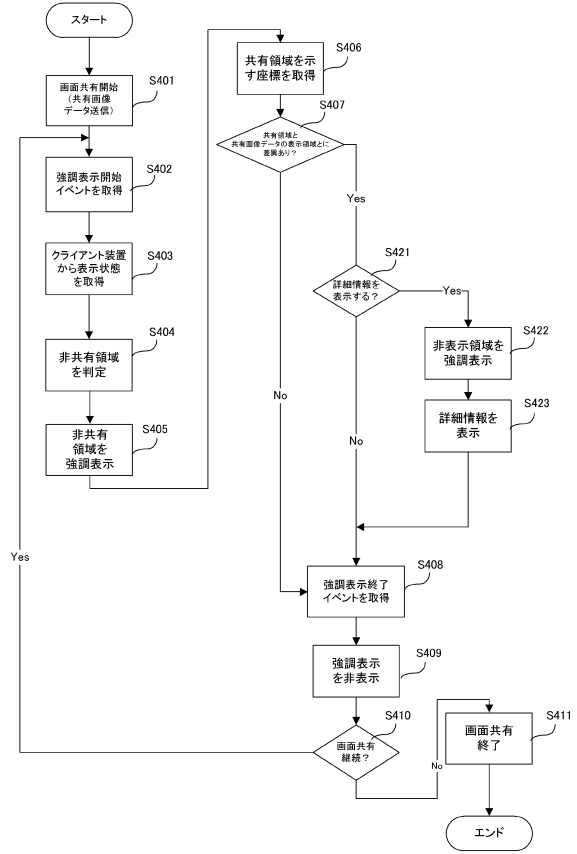 スタート
画面共有開始
(共有画像
データ送信)
S401
強調表示開始
イベントを取得
S402
クライアント装置
から表示状態
を取得
S403
非共有領域
を判定
S404
非共有
領域を
強調表示
S405
共有領域を示
す座標を取得
S406
共有領域と
共有画像データの表示領域とに
差異あり?
S407
Yes
No
詳細情報を
表示する?
S421
Yes
No
非表示領域を
強調表示
S422
詳細情報を
表示
S423
強調表示終了
イベントを取得
S408
強調表示
を非表示
S409
画面共有
継続?
S410
Yes
No
画面共有
終了
S411
エンド